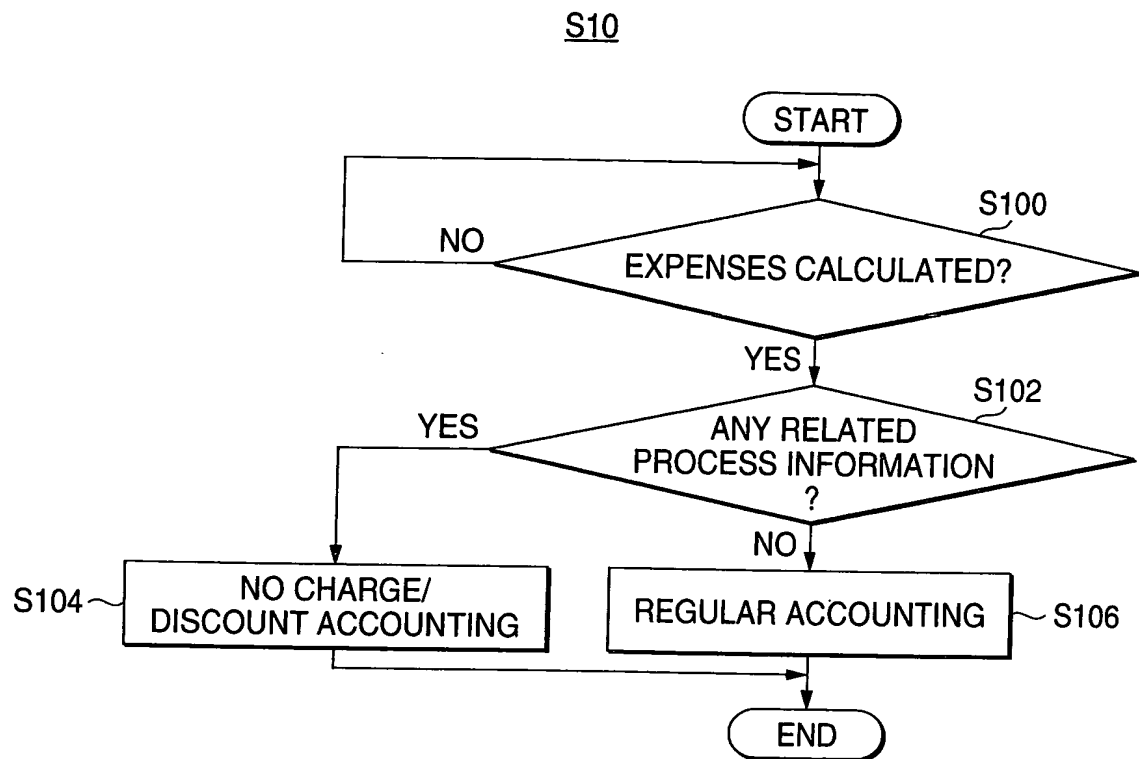 S10
START
S100
NO
EXPENSES CALCULATED?
YES
S102
YES
ANY RELATED
PROCESS INFORMATION
?
NO
S104
NO CHARGE/
DISCOUNT ACCOUNTING
REGULAR ACCOUNTING
S106
END